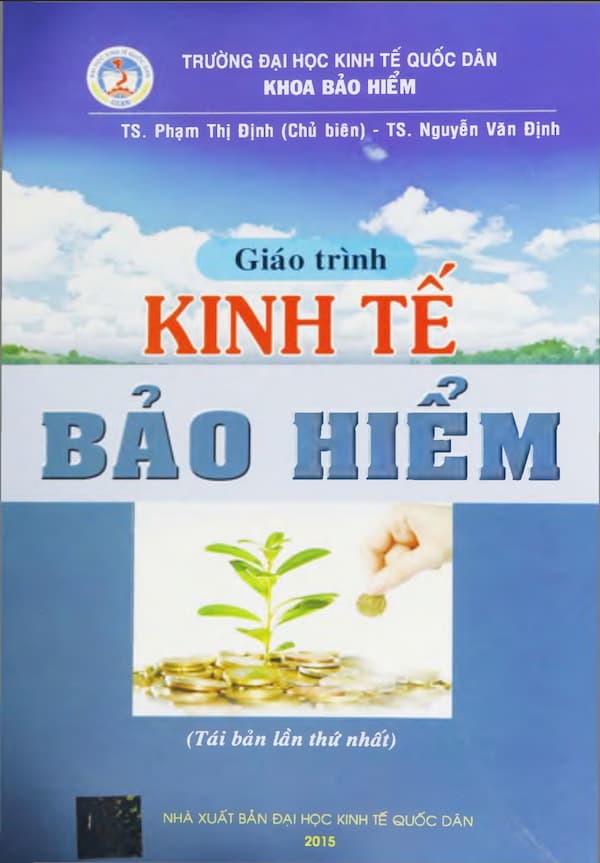 TRƯỜNG ĐẠI HỌC KINH TẾ QUỐC DÂN
KHOA BẢO HIỂM
TS. Phạm Thị Định (Chủ biên) - TS. Nguyễn Văn Định
Giáo trình
KINH TẾ
BẢO HIỂM
(Tái bản lần thứ nhất)
NHÀ XUẤT BẢN ĐẠI HỌC KINH TẾ QUỐC DÂN
2015